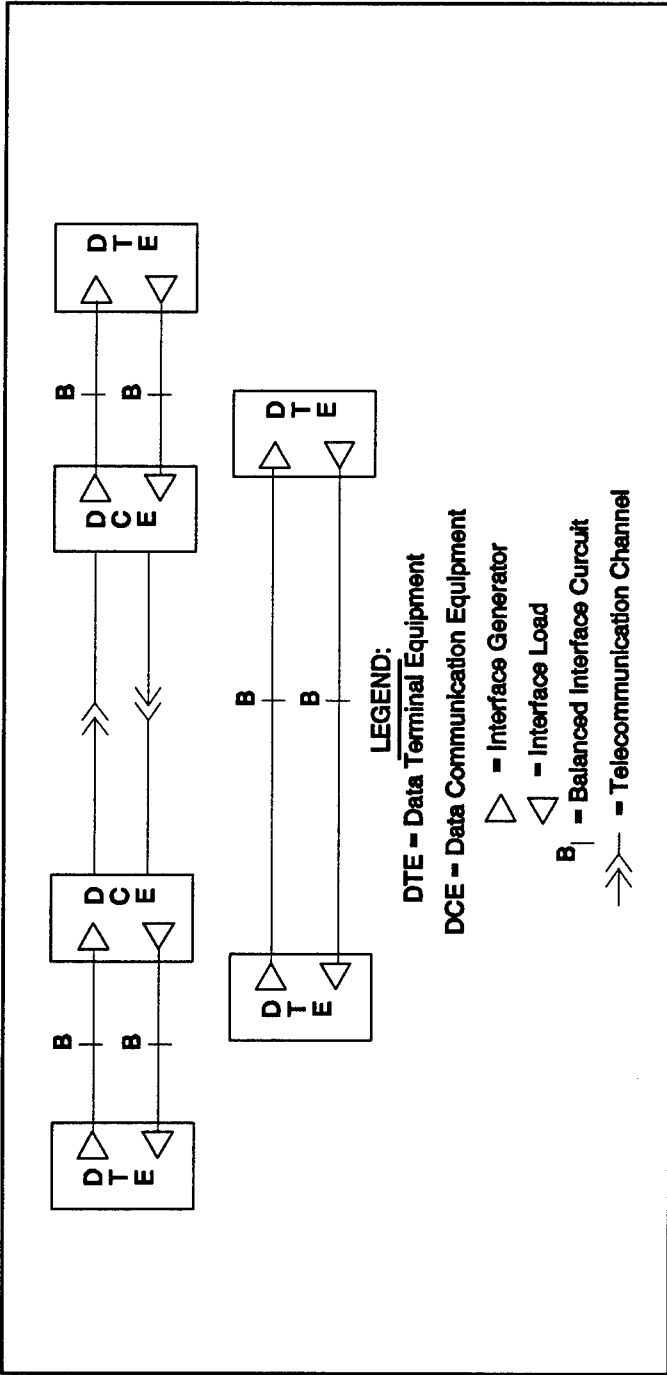 DTE
B
B
DCE
DCE
B
B
DTE
DTE
B
B
DTE
LEGEND:
DTE = Data Terminal Equipment
DCE = Data Communication Equipment
= Interface Generator
= Interface Load
B = Balanced Interface Curcuit
= Telecommunication Channel